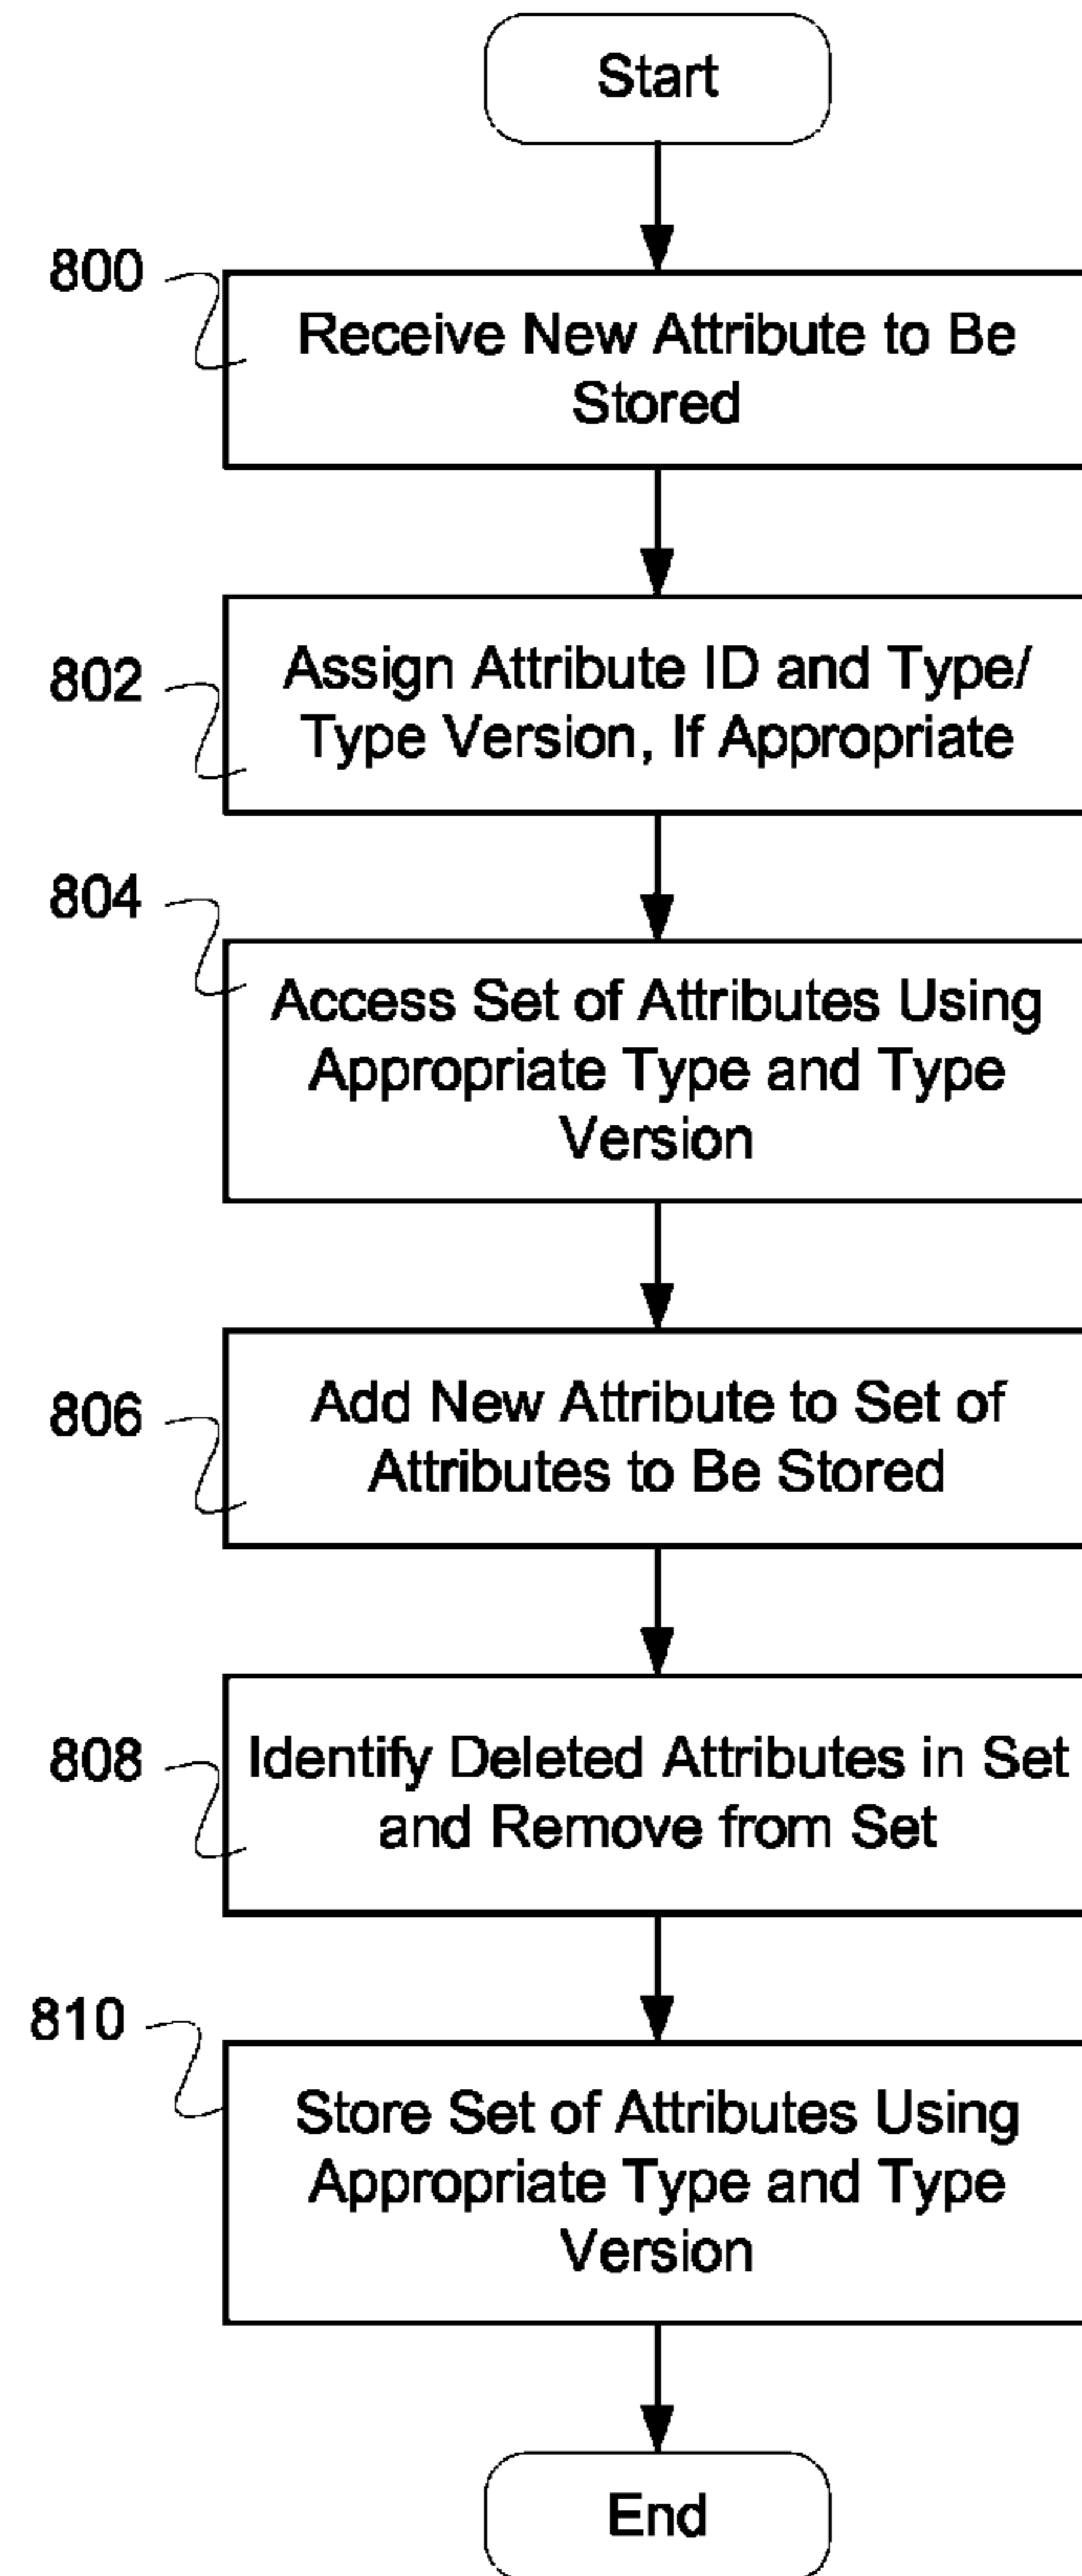 Start
800
Receive New Attribute to Be
Stored
802
Assign Attribute ID and Type/
Type Version, If Appropriate
804
Access Set of Attributes Using
Appropriate Type and Type
Version
806
Add New Attribute to Set of
Attributes to Be Stored
808
Identify Deleted Attributes in Set
and Remove from Set
810
Store Set of Attributes Using
Appropriate Type and Type
Version
End